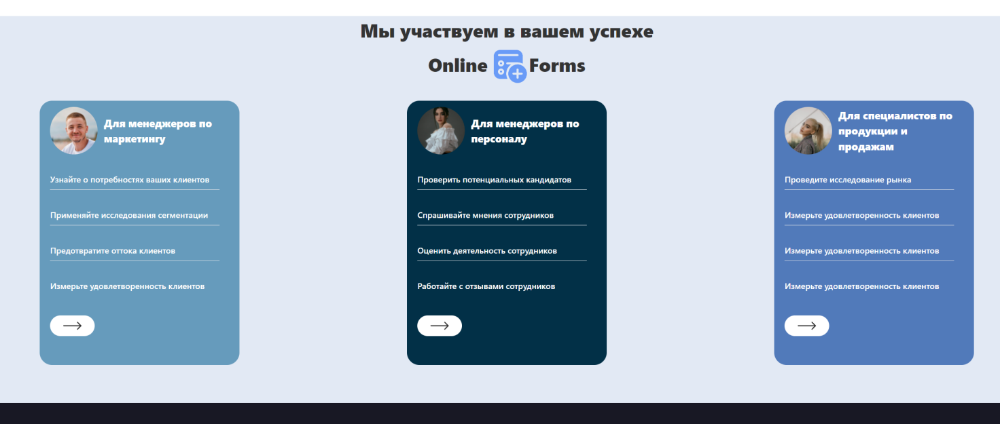 Мы участвуем в вашем успехе
Online Forms
Для менеджеров по
маркетингу
Узнайте о потребностях ваших клиентов
Применяйте исследования сегментации
Предотвратите оттока клиентов
Измерьте удовлетворенность клиентов
Для менеджеров по
персоналу
Проверить потенциальных кандидатов
Спрашивайте мнения сотрудников
Оценить деятельность сотрудников
Работайте с отзывами сотрудников
Для специалистов по
продукции и
продажам
Проведите исследование рынка
Измерьте удовлетворенность клиентов
Измерьте удовлетворенность клиентов
Измерьте удовлетворенность клиентов